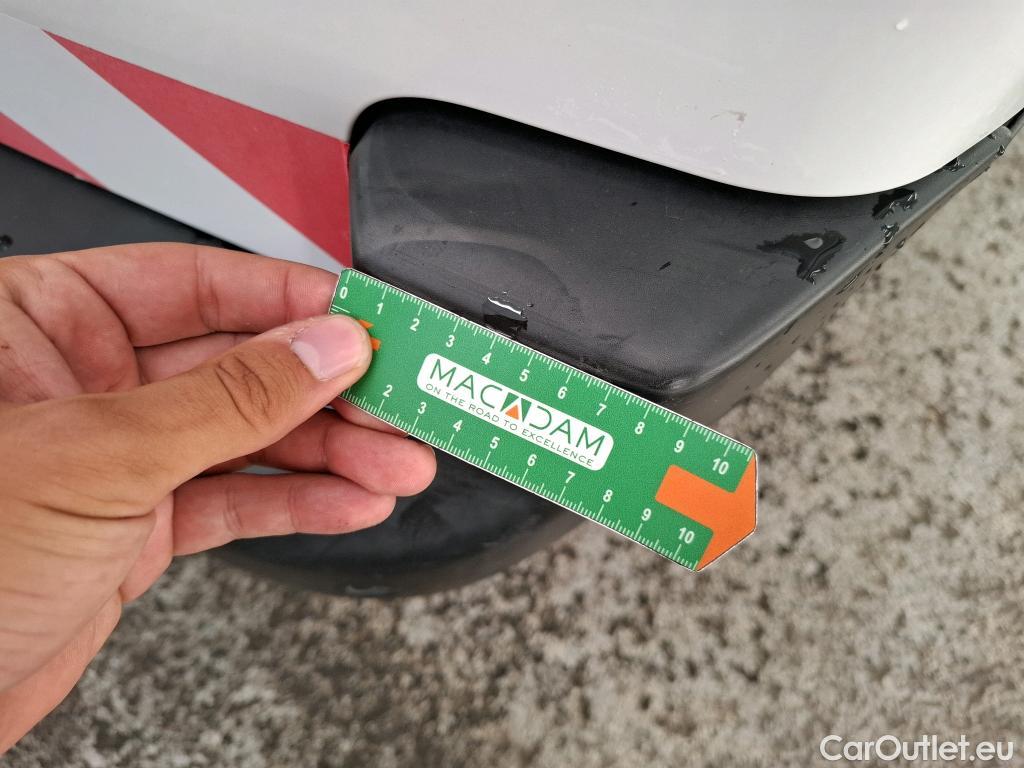 0 1 2 3 4 5 6 7 8 9 10
MACADAM
ON THE ROAD TO EXCELLENCE
2 3 4 5 6 7 8 9 10
CarOutlet.eu